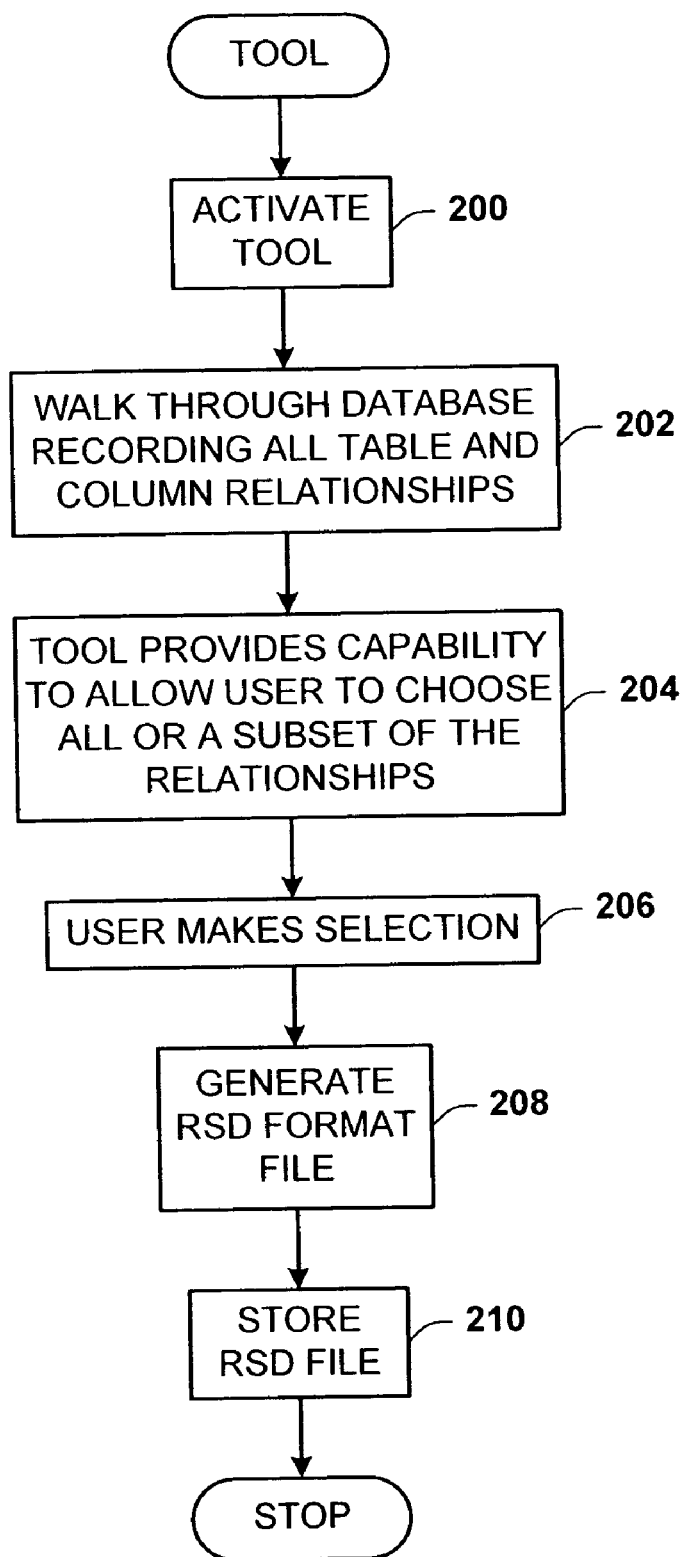 TOOL
ACTIVATE
TOOL
200
WALK THROUGH DATABASE
RECORDING ALL TABLE AND
COLUMN RELATIONSHIPS
202
TOOL PROVIDES CAPABILITY
TO ALLOW USER TO CHOOSE
ALL OR A SUBSET OF THE
RELATIONSHIPS
204
USER MAKES SELECTION
206
GENERATE
RSD FORMAT
FILE
208
STORE
RSD FILE
210
STOP